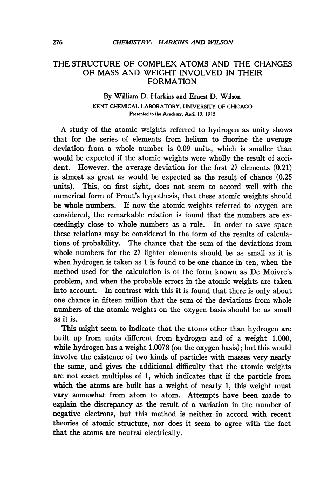 276 CHEMISTRY: HARKINS AND WILSON
THE STRUCTURE OF COMPLEX ATOMS AND THE CHANGES
OF MASS AND WEIGHT INVOLVED IN THEIR
FORMATION
By William D. Harkins and Ernest D. Wilson
KENT CHEMICAL LABORATORY, UNIVERSITY OF CHICAGO
Presented to the Academy, April 19, 1915
A study of the atomic weights referred to hydrogen as unity shows
that for the series of elements from helium to fluorine the average
deviation from a whole number is 0.09 units, which is smaller than
would be expected if the atomic weights were wholly the result of acci-
dent. However, the average deviation for the first 27 elements (0.21)
is almost as great as would be expected as the result of chance (0.25
units). This, on first sight, does not seem to accord well with the
numerical form of Prout's hypothesis, that these atomic weights should
be whole numbers. If now the atomic weights referred to oxygen are
considered, the remarkable relation is found that the numbers are ex-
ceedingly close to whole numbers as a rule. In order to save space
these relations may be considered in the form of the results of calcula-
tions of probability. The chance that the sum of the deviations from
whole numbers for the 27 lighter elements should be as small as it is
when hydrogen is taken as 1 is found to be one chance in ten, when the
method used for the calculation is of the form known as De Moivre's
problem, and when the probable errors in the atomic weights are taken
into account. In contrast with this it is found that there is only about
one chance in fifteen million that the sum of the deviations from whole
numbers of the atomic weights on the oxygen basis should be as small
as it is.
This might seem to indicate that the atoms other than hydrogen are
built up from units different from hydrogen and of a weight 1.000,
while hydrogen has a weight 1.0078 (on the oxygen basis); but this would
involve the existence of two kinds of particles with masses very nearly
the same, and gives the additional difficulty that the atomic weights
are not exact multiples of 1, which indicates that if the particle from
which the atoms are built has a weight of nearly 1, this weight must
vary somewhat from atom to atom. Attempts have been made to
explain the discrepancy as the result of a variation in the number of
negative electrons, but this method is neither in accord with recent
theories of atomic structure, nor does it seem to agree with the fact
that the atoms are neutral electrically.